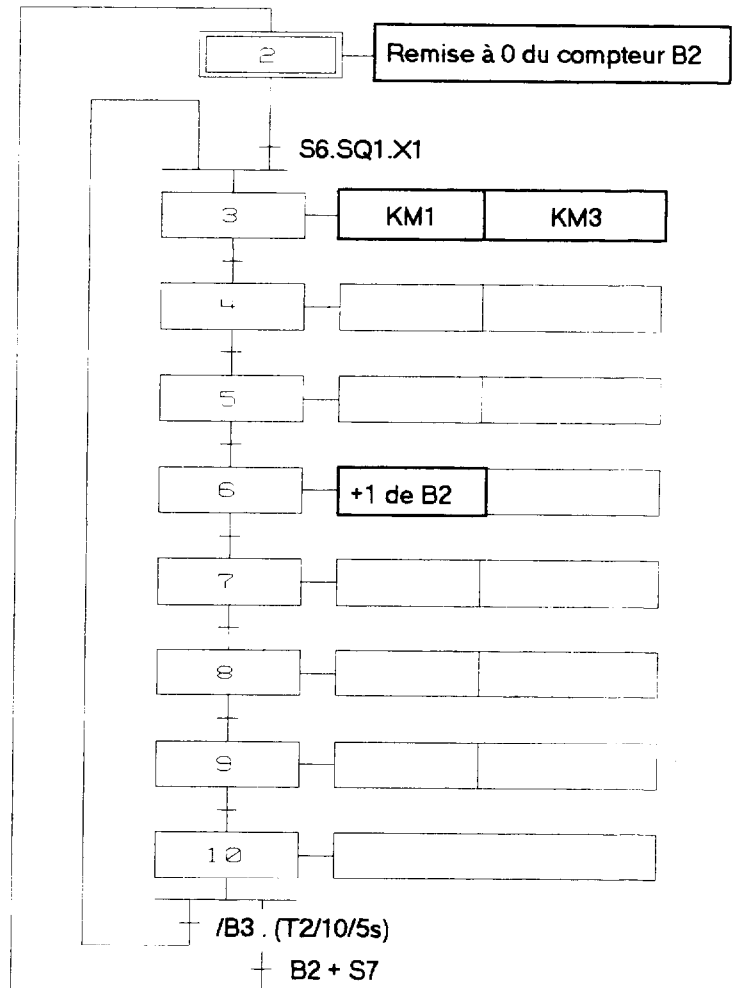 2 Remise à 0 du compteur B2
S6.SQ1.X1
3 KM1 KM3
4
5
6 +1 de B2
7
8
9
10
/B3 . (T2/10/5s)
B2 + S7